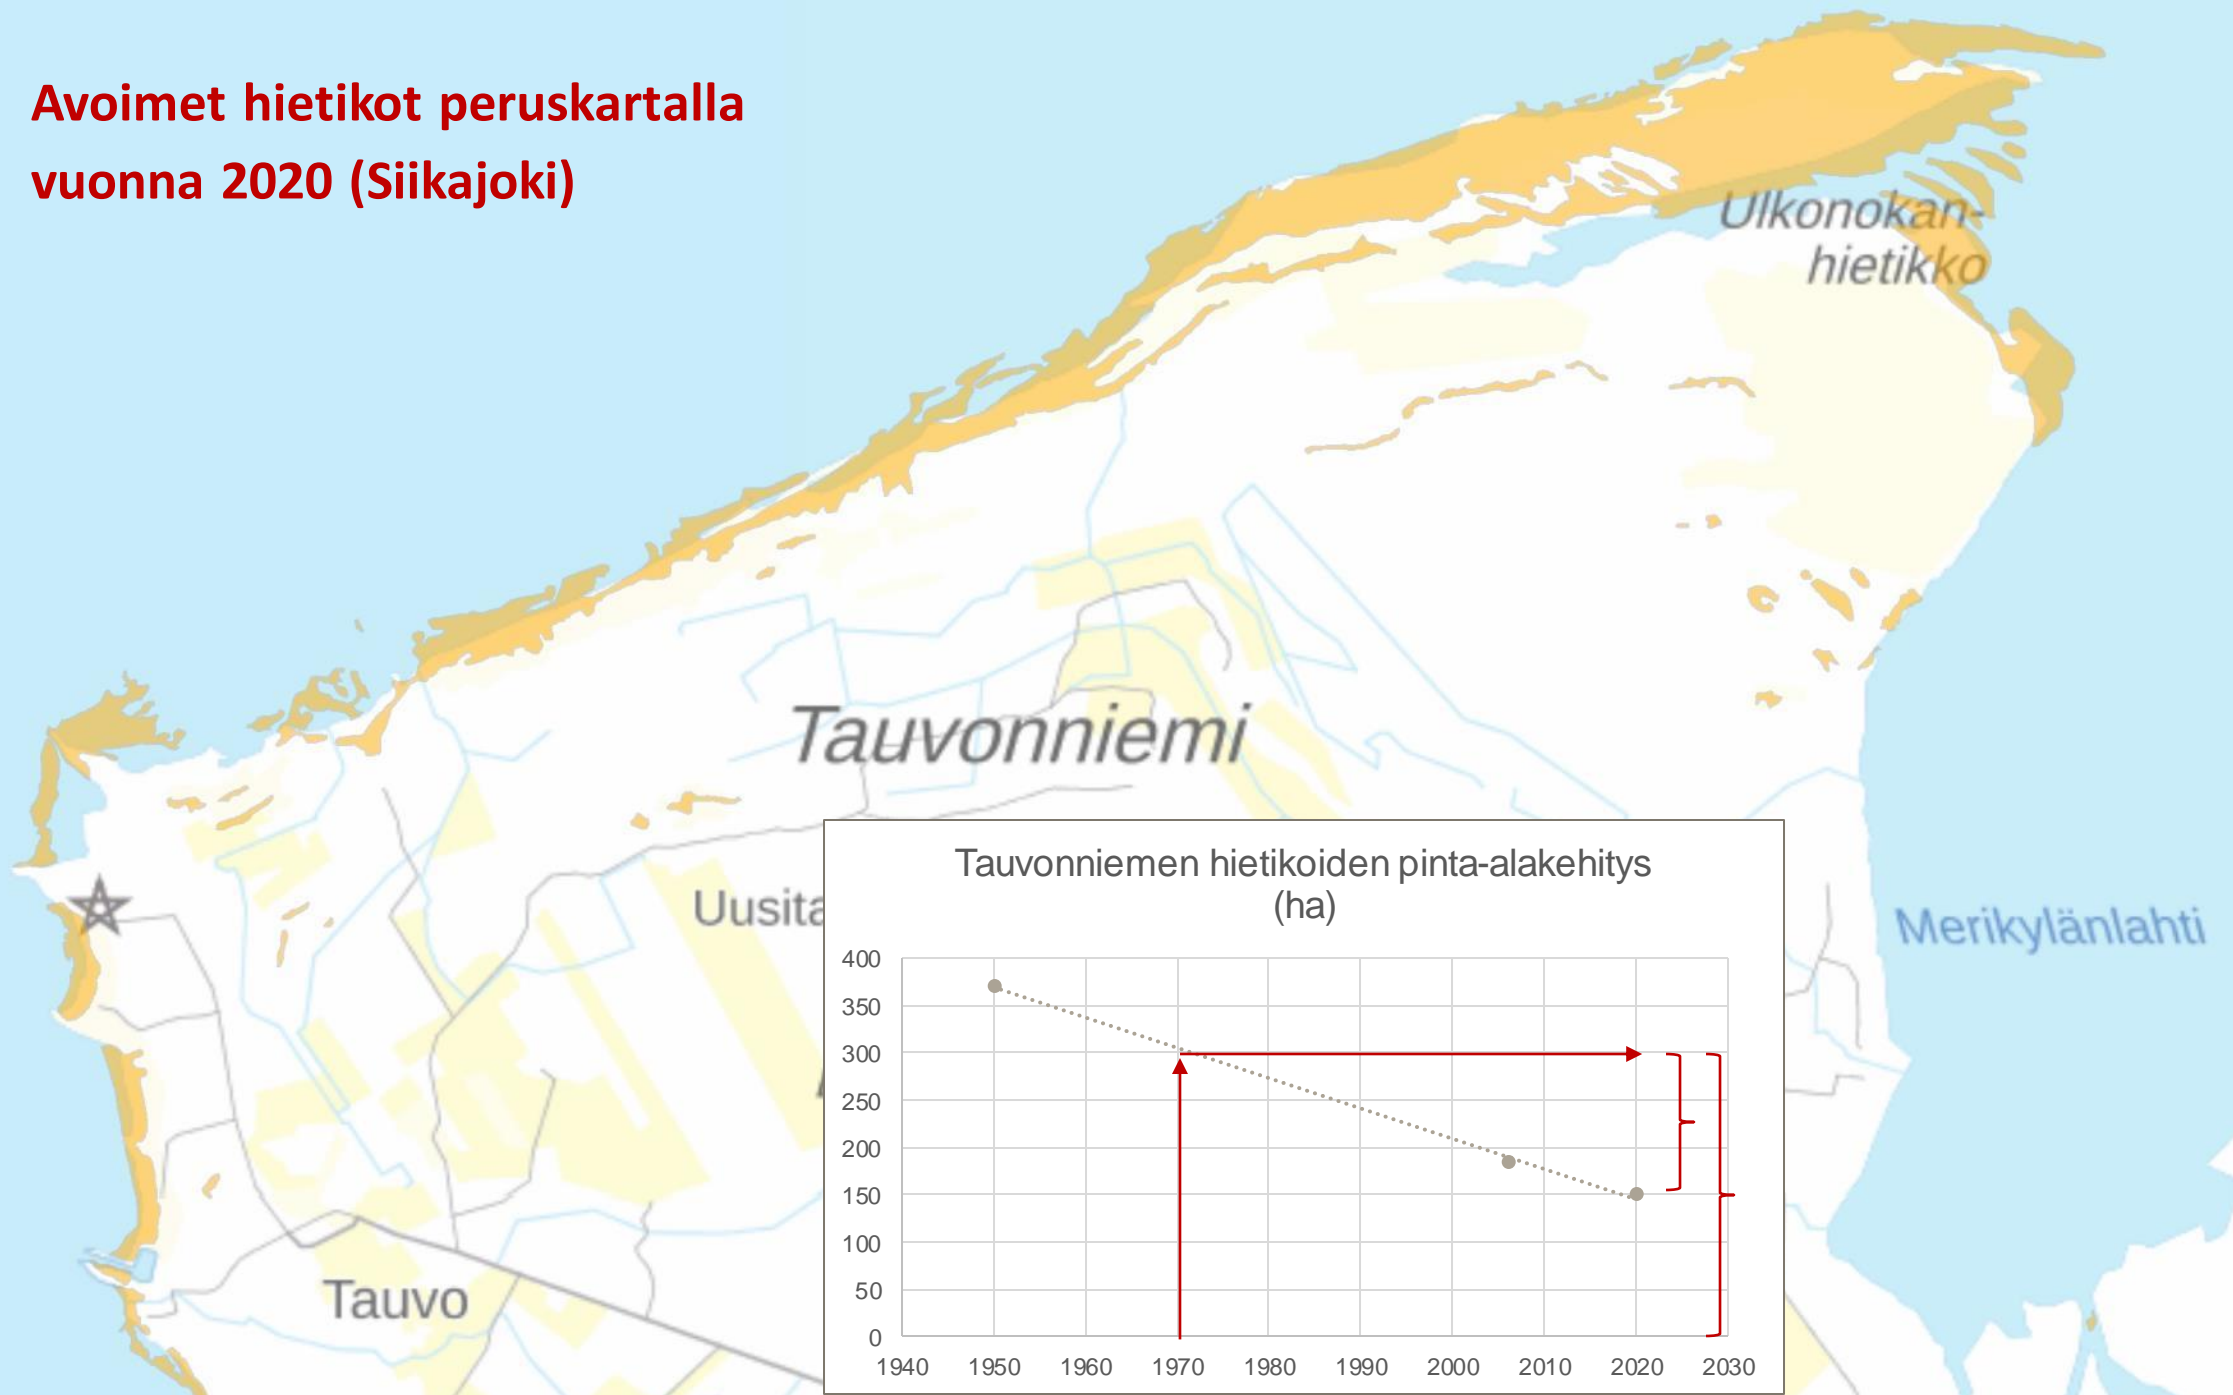 Avoimet hietikot peruskartalla
vuonna 2020 (Siikajoki)
Ulkonokan-
hietikko
Tauvonniemi
Merikylänlahti
Tauvo
Tauvonniemen hietikoiden pinta-alakehitys
(ha)
400
350
300
250
200
150
100
50
0
1940 1950 1960 1970 1980 1990 2000 2010 2020 2030